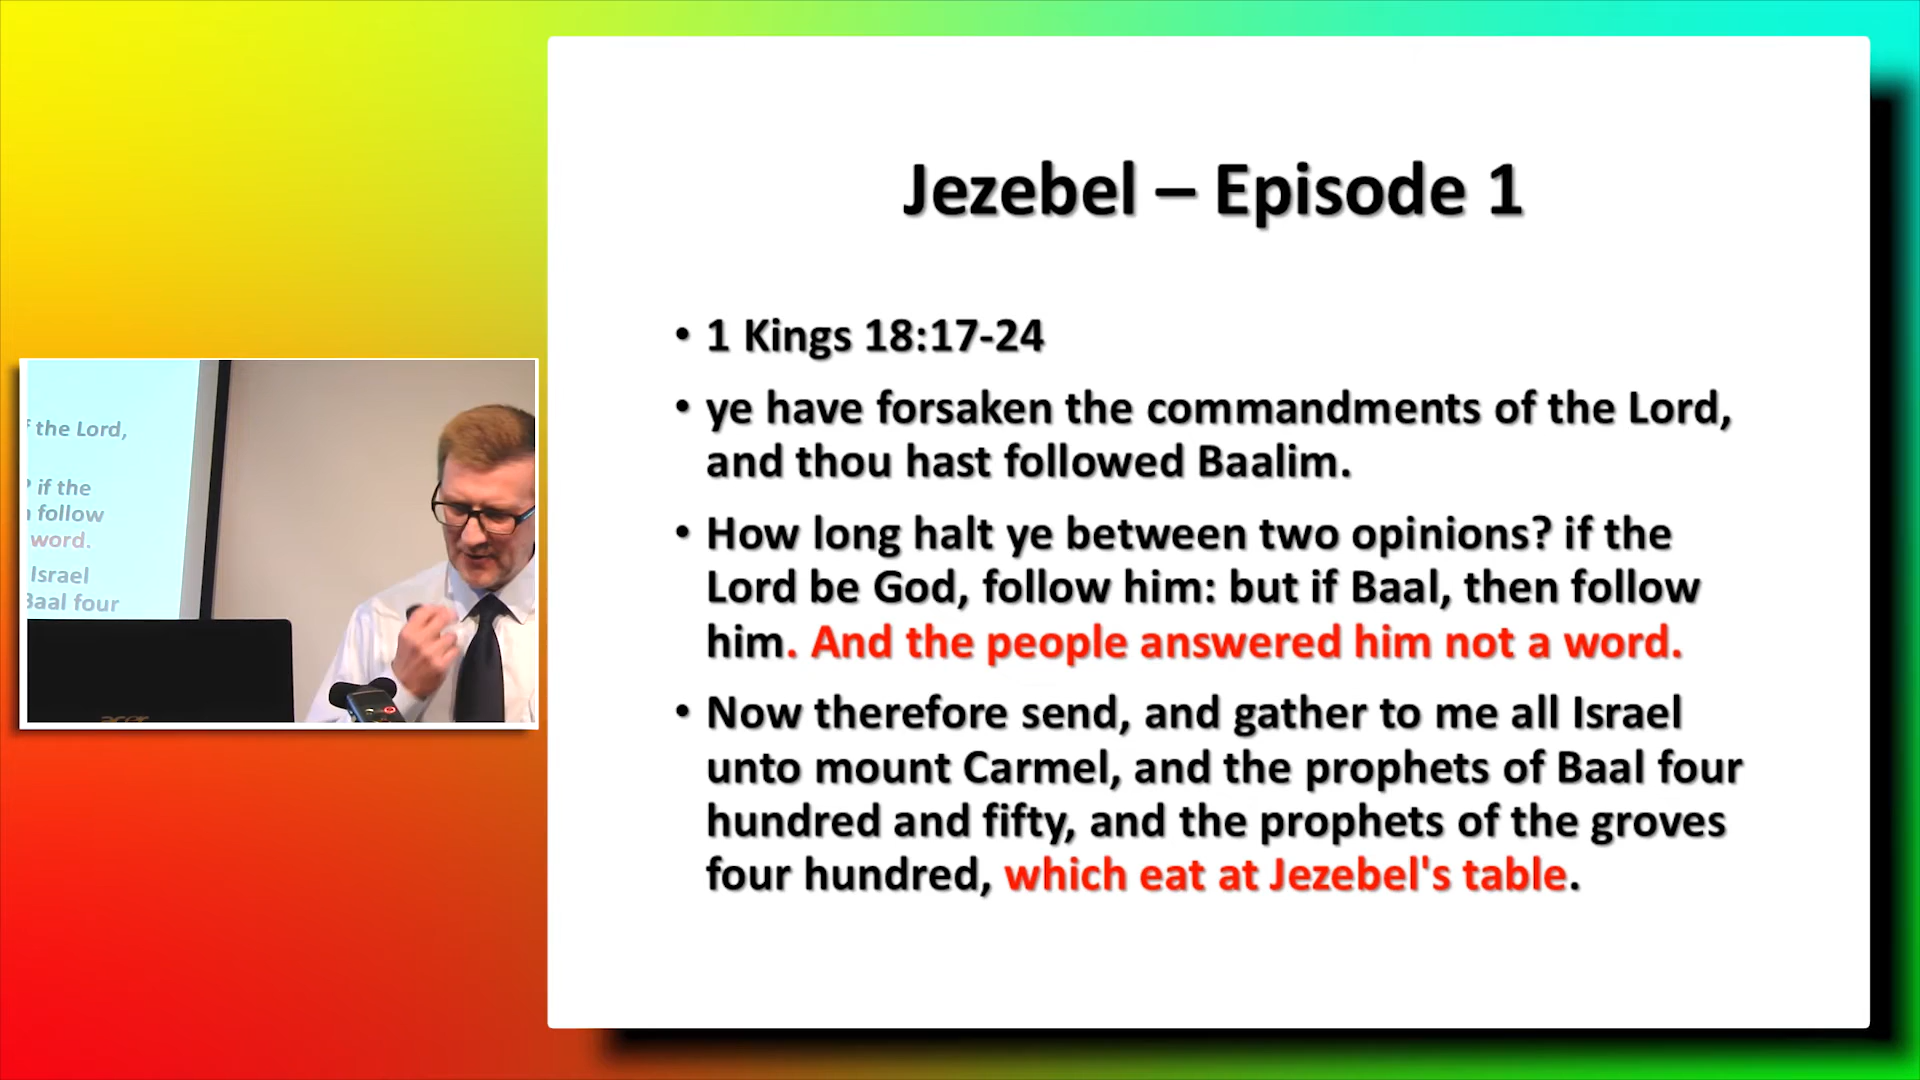 Jezebel – Episode 1
• 1 Kings 18:17-24
• ye have forsaken the commandments of the Lord,
and thou hast followed Baalim.
• How long halt ye between two opinions? if the
Lord be God, follow him: but if Baal, then follow
him. And the people answered him not a word.
• Now therefore send, and gather to me all Israel
unto mount Carmel, and the prophets of Baal four
hundred and fifty, and the prophets of the groves
four hundred, which eat at Jezebel's table.
the Lord,
? if the
follow
word.
Israel
Baal four
acer